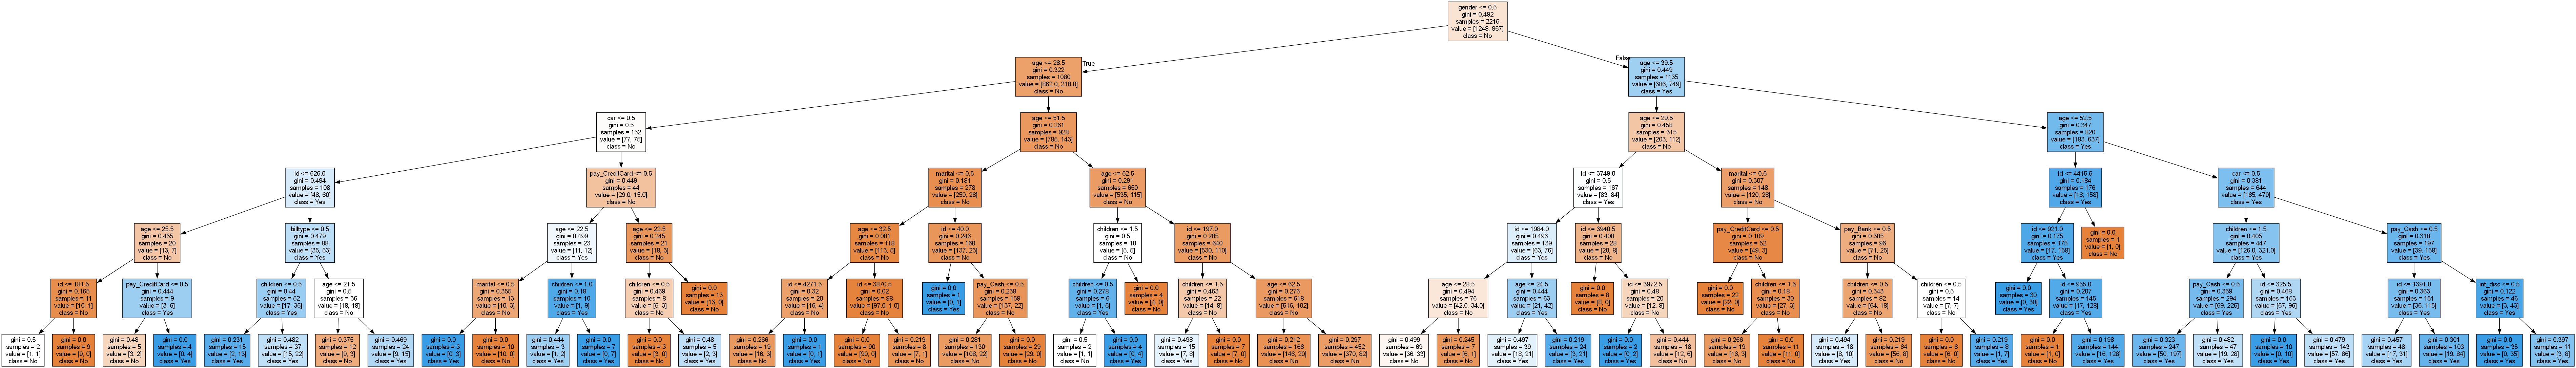 gender <= 0.5
gini = 0.492
samples = 2215
value = [1248, 967]
class = No
True
False
age <= 28.5
gini = 0.322
samples = 1080
value = [862.0, 218.0]
class = No
age <= 39.5
gini = 0.449
samples = 1135
value = [386, 749]
class = Yes
car <= 0.5
gini = 0.5
samples = 152
value = [77, 75]
class = No
age <= 51.5
gini = 0.261
samples = 928
value = [785, 143]
class = No
age <= 29.5
gini = 0.458
samples = 315
value = [203, 112]
class = No
age <= 52.5
gini = 0.347
samples = 820
value = [183, 637]
class = Yes
id <= 626.0
gini = 0.494
samples = 108
value = [48, 60]
class = Yes
pay_CreditCard <= 0.5
gini = 0.449
samples = 44
value = [29.0, 15.0]
class = No
marital <= 0.5
gini = 0.181
samples = 278
value = [250, 28]
class = No
age <= 52.5
gini = 0.291
samples = 650
value = [535, 115]
class = No
id <= 3749.0
gini = 0.5
samples = 167
value = [83, 84]
class = Yes
marital <= 0.5
gini = 0.307
samples = 148
value = [120, 28]
class = No
id <= 4415.5
gini = 0.184
samples = 176
value = [18, 158]
class = Yes
car <= 0.5
gini = 0.381
samples = 644
value = [165, 479]
class = Yes
age <= 25.5
gini = 0.455
samples = 20
value = [13, 7]
class = No
billtype <= 0.5
gini = 0.479
samples = 88
value = [35, 53]
class = Yes
age <= 22.5
gini = 0.499
samples = 23
value = [11, 12]
class = Yes
age <= 22.5
gini = 0.245
samples = 21
value = [18, 3]
class = No
age <= 32.5
gini = 0.081
samples = 118
value = [113, 5]
class = No
id <= 40.0
gini = 0.246
samples = 160
value = [137, 23]
class = No
children <= 1.5
gini = 0.5
samples = 10
value = [5, 5]
class = No
id <= 197.0
gini = 0.285
samples = 640
value = [530, 110]
class = No
id <= 1984.0
gini = 0.496
samples = 139
value = [63, 76]
class = Yes
id <= 3940.5
gini = 0.408
samples = 28
value = [20, 8]
class = No
pay_CreditCard <= 0.5
gini = 0.109
samples = 52
value = [49, 3]
class = No
pay_Bank <= 0.5
gini = 0.385
samples = 96
value = [71, 25]
class = No
id <= 921.0
gini = 0.175
samples = 175
value = [17, 158]
class = Yes
gini = 0.0
samples = 1
value = [1, 0]
class = No
children <= 1.5
gini = 0.405
samples = 447
value = [126.0, 321.0]
class = Yes
pay_Cash <= 0.5
gini = 0.318
samples = 197
value = [39, 158]
class = Yes
id <= 181.5
gini = 0.165
samples = 11
value = [10, 1]
class = No
pay_CreditCard <= 0.5
gini = 0.444
samples = 9
value = [3, 6]
class = Yes
children <= 0.5
gini = 0.44
samples = 52
value = [17, 35]
class = Yes
age <= 21.5
gini = 0.5
samples = 36
value = [18, 18]
class = No
marital <= 0.5
gini = 0.355
samples = 13
value = [10, 3]
class = No
children <= 1.0
gini = 0.18
samples = 10
value = [1, 9]
class = Yes
children <= 0.5
gini = 0.469
samples = 8
value = [5, 3]
class = No
gini = 0.0
samples = 13
value = [13, 0]
class = No
id <= 4271.5
gini = 0.32
samples = 20
value = [16, 4]
class = No
id <= 3870.5
gini = 0.02
samples = 98
value = [97.0, 1.0]
class = No
gini = 0.0
samples = 1
value = [0, 1]
class = Yes
pay_Cash <= 0.5
gini = 0.238
samples = 159
value = [137, 22]
class = No
children <= 0.5
gini = 0.278
samples = 6
value = [1, 5]
class = Yes
gini = 0.0
samples = 4
value = [4, 0]
class = No
children <= 1.5
gini = 0.463
samples = 22
value = [14, 8]
class = No
age <= 62.5
gini = 0.276
samples = 618
value = [516, 102]
class = No
age <= 28.5
gini = 0.494
samples = 76
value = [42.0, 34.0]
class = No
age <= 24.5
gini = 0.444
samples = 63
value = [21, 42]
class = Yes
gini = 0.0
samples = 8
value = [8, 0]
class = No
id <= 3972.5
gini = 0.48
samples = 20
value = [12, 8]
class = No
gini = 0.0
samples = 22
value = [22, 0]
class = No
children <= 1.5
gini = 0.18
samples = 30
value = [27, 3]
class = No
children <= 0.5
gini = 0.343
samples = 82
value = [64, 18]
class = No
children <= 0.5
gini = 0.5
samples = 14
value = [7, 7]
class = No
gini = 0.0
samples = 30
value = [0, 30]
class = Yes
id <= 955.0
gini = 0.207
samples = 145
value = [17, 128]
class = Yes
pay_Cash <= 0.5
gini = 0.359
samples = 294
value = [69, 225]
class = Yes
id <= 325.5
gini = 0.468
samples = 153
value = [57, 96]
class = Yes
id <= 1391.0
gini = 0.363
samples = 151
value = [36, 115]
class = Yes
int_disc <= 0.5
gini = 0.122
samples = 46
value = [3, 43]
class = Yes
gini = 0.5
samples = 2
value = [1, 1]
class = No
gini = 0.0
samples = 9
value = [9, 0]
class = No
gini = 0.48
samples = 5
value = [3, 2]
class = No
gini = 0.0
samples = 4
value = [0, 4]
class = Yes
gini = 0.231
samples = 15
value = [2, 13]
class = Yes
gini = 0.482
samples = 37
value = [15, 22]
class = Yes
gini = 0.375
samples = 12
value = [9, 3]
class = No
gini = 0.469
samples = 24
value = [9, 15]
class = Yes
gini = 0.0
samples = 3
value = [0, 3]
class = Yes
gini = 0.0
samples = 10
value = [10, 0]
class = No
gini = 0.444
samples = 3
value = [1, 2]
class = Yes
gini = 0.0
samples = 7
value = [0, 7]
class = Yes
gini = 0.0
samples = 3
value = [3, 0]
class = No
gini = 0.48
samples = 5
value = [2, 3]
class = Yes
gini = 0.266
samples = 19
value = [16, 3]
class = No
gini = 0.0
samples = 1
value = [0, 1]
class = Yes
gini = 0.0
samples = 90
value = [90, 0]
class = No
gini = 0.219
samples = 8
value = [7, 1]
class = No
gini = 0.281
samples = 130
value = [108, 22]
class = No
gini = 0.0
samples = 29
value = [29, 0]
class = No
gini = 0.5
samples = 2
value = [1, 1]
class = No
gini = 0.0
samples = 4
value = [0, 4]
class = Yes
gini = 0.498
samples = 15
value = [7, 8]
class = Yes
gini = 0.0
samples = 7
value = [7, 0]
class = No
gini = 0.212
samples = 166
value = [146, 20]
class = No
gini = 0.297
samples = 452
value = [370, 82]
class = No
gini = 0.499
samples = 69
value = [36, 33]
class = No
gini = 0.245
samples = 7
value = [6, 1]
class = No
gini = 0.497
samples = 39
value = [18, 21]
class = Yes
gini = 0.219
samples = 24
value = [3, 21]
class = Yes
gini = 0.0
samples = 2
value = [0, 2]
class = Yes
gini = 0.444
samples = 18
value = [12, 6]
class = No
gini = 0.266
samples = 19
value = [16, 3]
class = No
gini = 0.0
samples = 11
value = [11, 0]
class = No
gini = 0.494
samples = 18
value = [8, 10]
class = Yes
gini = 0.219
samples = 64
value = [56, 8]
class = No
gini = 0.0
samples = 6
value = [6, 0]
class = No
gini = 0.219
samples = 8
value = [1, 7]
class = Yes
gini = 0.0
samples = 1
value = [1, 0]
class = No
gini = 0.198
samples = 144
value = [16, 128]
class = Yes
gini = 0.323
samples = 247
value = [50, 197]
class = Yes
gini = 0.482
samples = 47
value = [19, 28]
class = Yes
gini = 0.0
samples = 10
value = [0, 10]
class = Yes
gini = 0.479
samples = 143
value = [57, 86]
class = Yes
gini = 0.457
samples = 48
value = [17, 31]
class = Yes
gini = 0.301
samples = 103
value = [19, 84]
class = Yes
gini = 0.0
samples = 35
value = [0, 35]
class = Yes
gini = 0.397
samples = 11
value = [3, 8]
class = Yes